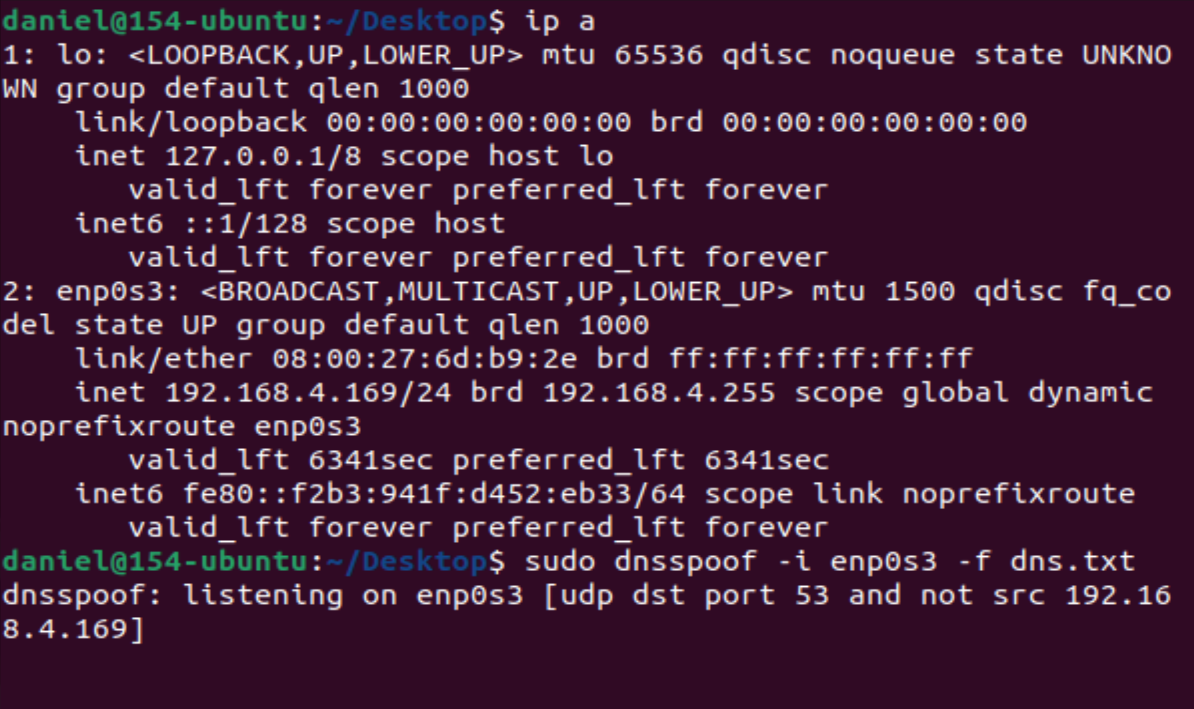 daniel@154-ubuntu:~/Desktop$ ip a
1: lo: <LOOPBACK,UP,LOWER_UP> mtu 65536 qdisc noqueue state UNKNO
WN group default qlen 1000
    link/loopback 00:00:00:00:00:00 brd 00:00:00:00:00:00
    inet 127.0.0.1/8 scope host lo
       valid_lft forever preferred_lft forever
    inet6 ::1/128 scope host
       valid_lft forever preferred_lft forever
2: enp0s3: <BROADCAST,MULTICAST,UP,LOWER_UP> mtu 1500 qdisc fq_co
del state UP group default qlen 1000
    link/ether 08:00:27:6d:b9:2e brd ff:ff:ff:ff:ff:ff
    inet 192.168.4.169/24 brd 192.168.4.255 scope global dynamic
noprefixroute enp0s3
       valid_lft 6341sec preferred_lft 6341sec
    inet6 fe80::f2b3:941f:d452:eb33/64 scope link noprefixroute
       valid_lft forever preferred_lft forever
daniel@154-ubuntu:~/Desktop$ sudo dnsspoof -i enp0s3 -f dns.txt
dnsspoof: listening on enp0s3 [udp dst port 53 and not src 192.16
8.4.169]